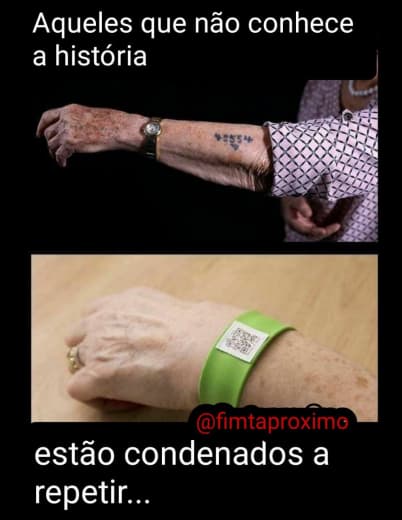 Aqueles que não conhece
a história
@fimtaproximo
estão condenados a
repetir...